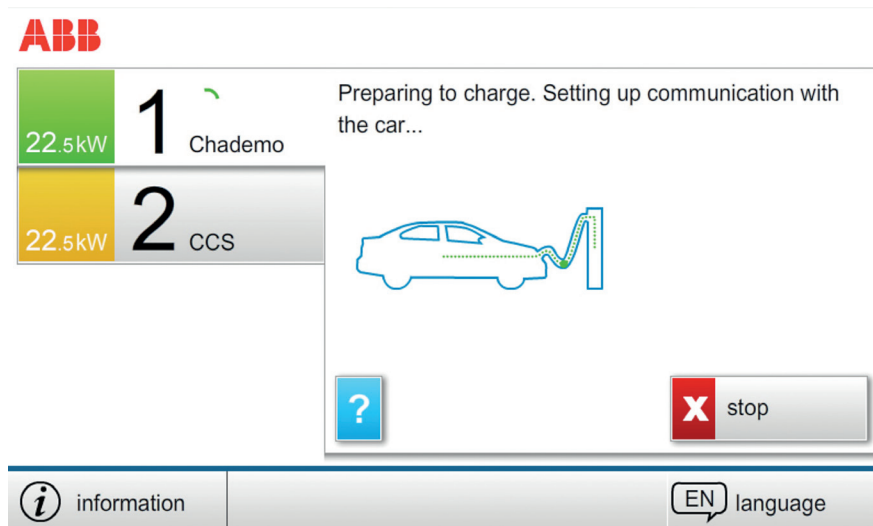 ABB
22.5kW 1 Chademo
22.5kW 2 CCS
Preparing to charge. Setting up communication with
the car...
?
X stop
i information
EN language